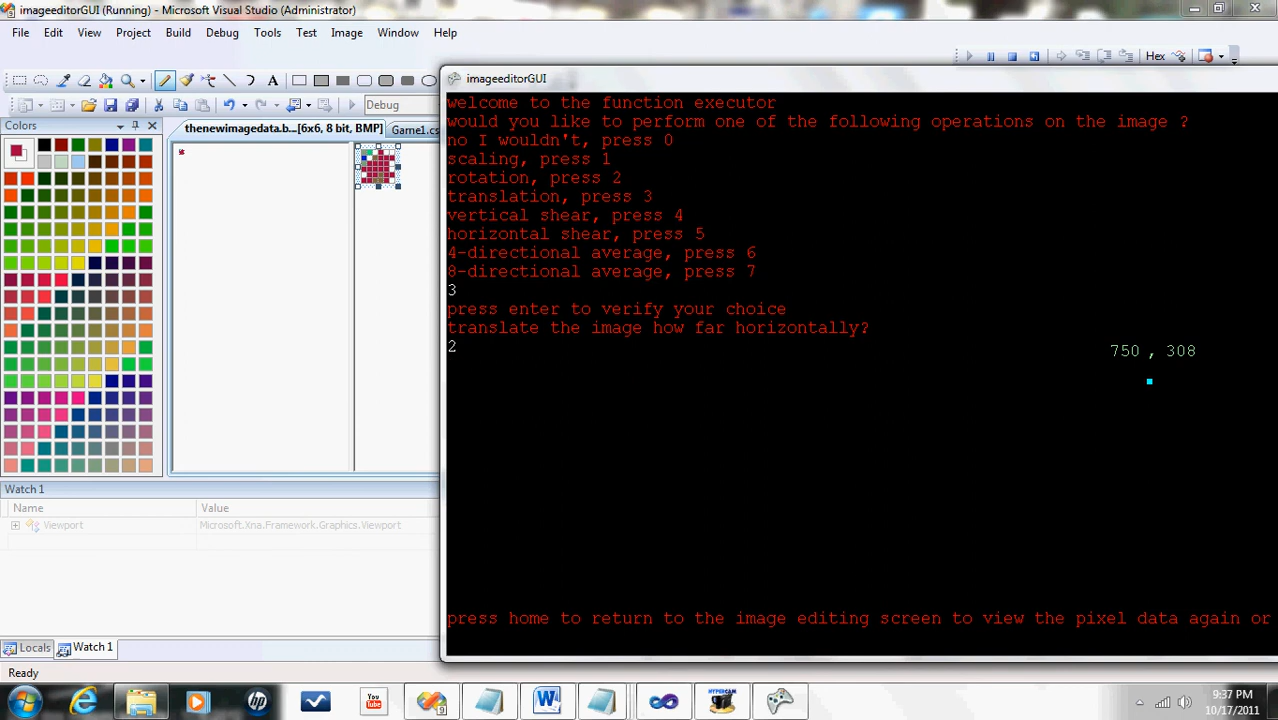 imageeditorGUI (Running) - Microsoft Visual Studio (Administrator)
File Edit View Project Build Debug Tools Test Image Window Help
Hex
A
Debug
Colors
thenewimagedata.b...[6x6, 8 bit, BMP] Game1.cs
imageeditorGUI
welcome to the function executor
would you like to perform one of the following operations on the image ?
no I wouldn't, press 0
scaling, press 1
rotation, press 2
translation, press 3
vertical shear, press 4
horizontal shear, press 5
4-directional average, press 6
8-directional average, press 7
3
press enter to verify your choice
translate the image how far horizontally?
2
750 , 308
press home to return to the image editing screen to view the pixel data again or
Watch 1
Name Value
Viewport Microsoft.Xna.Framework.Graphics.Viewport
Locals Watch 1
Ready
hp
You
Tube
9
W
HYPERCAM
9:37 PM
10/17/2011